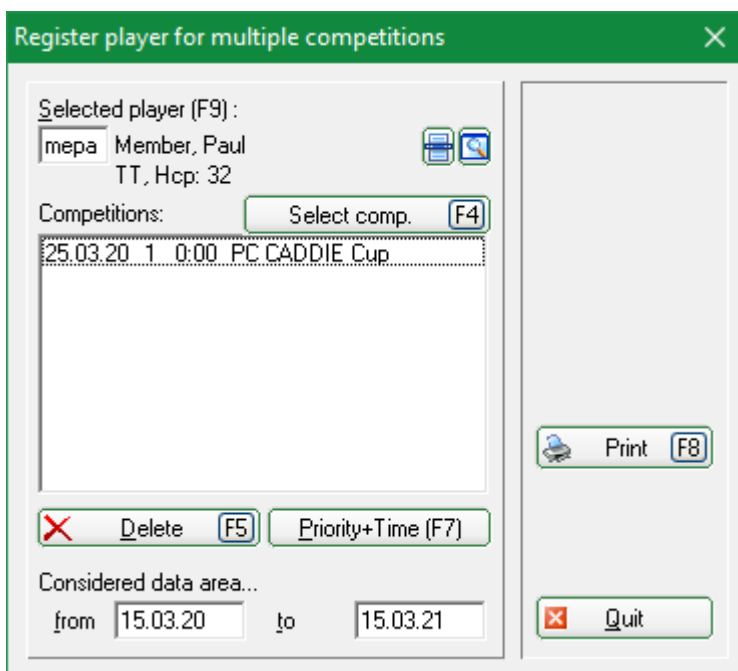 Register player for multiple competitions
Selected player (F9) :
mepa Member, Paul
TT, Hcp: 32
Competitions: Select comp. F4
25.03.20 1 0:00 PC CADDIE Cup
Print F8
Delete F5 Priority+Time (F7)
Considered data area...
from 15.03.20 to 15.03.21
Quit